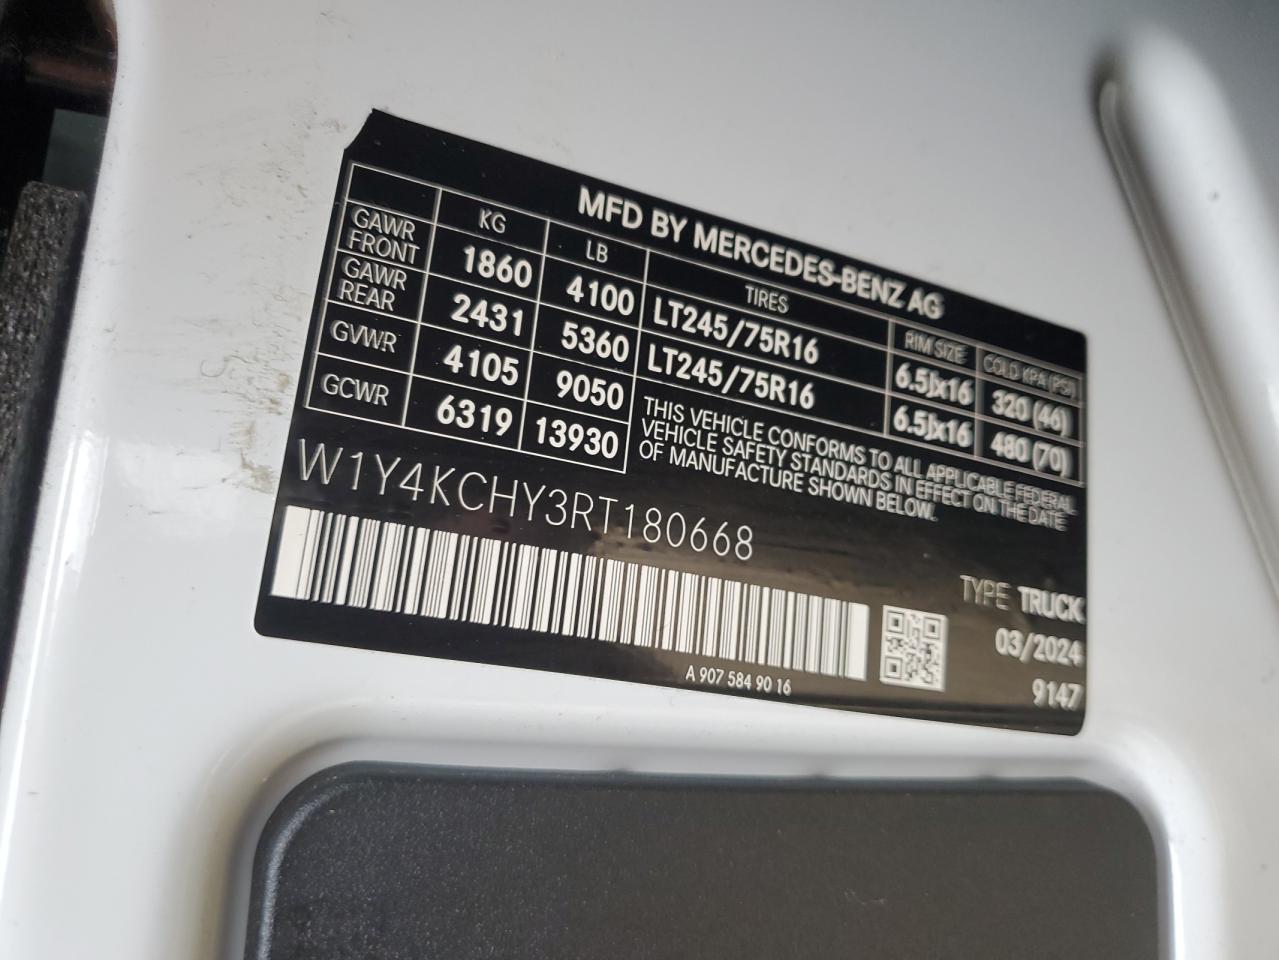 MFD BY MERCEDES-BENZ AG
KG LB TIRES RIM SIZE COLD KPA (PSI)
GAWR FRONT 1860 4100 LT245/75R16 6.5Jx16 320 (46)
GAWR REAR 2431 5360 LT245/75R16 6.5Jx16 480 (70)
GVWR 4105 9050
GCWR 6319 13930
THIS VEHICLE CONFORMS TO ALL APPLICABLE FEDERAL
VEHICLE SAFETY STANDARDS IN EFFECT ON THE DATE
OF MANUFACTURE SHOWN BELOW.
W1Y4KCHY3RT180668
TYPE TRUCK
03/2024
9147
A 907 584 90 16